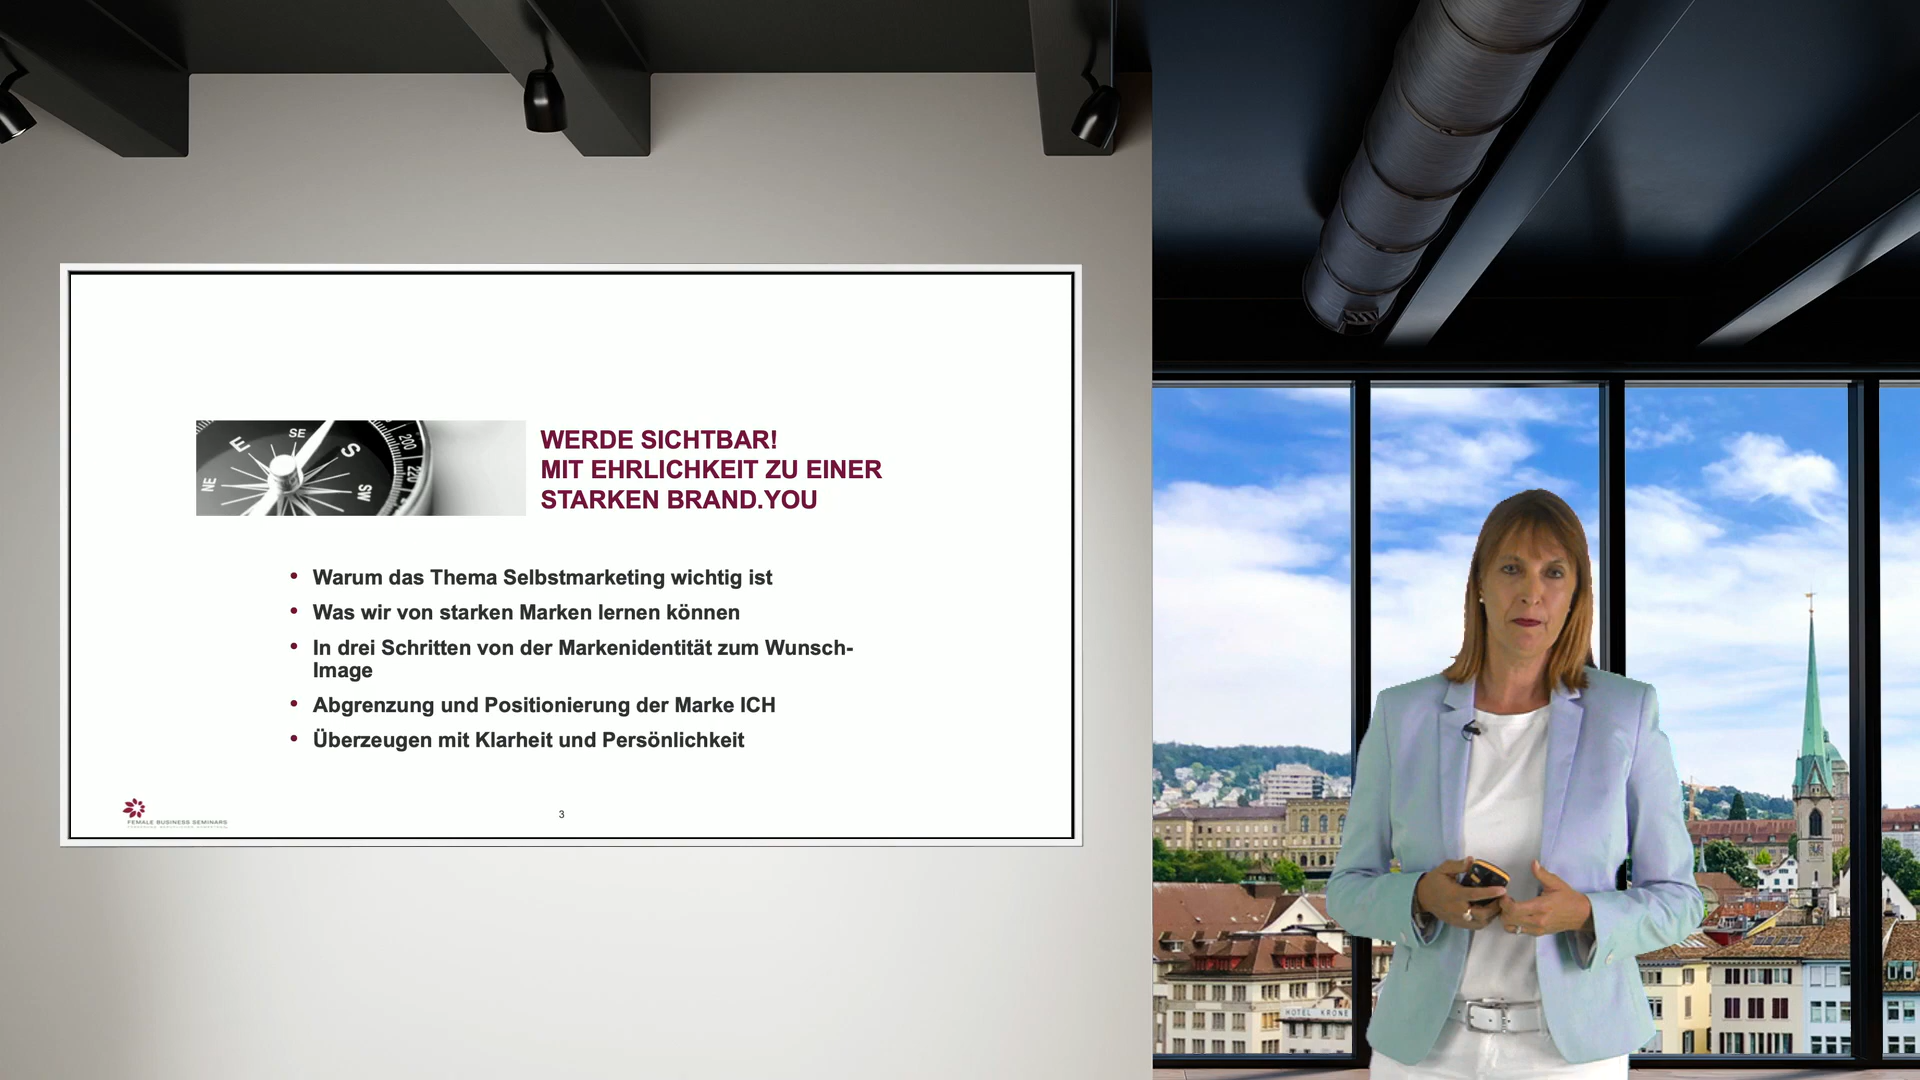 SE
E
S
200
220
NE
SW
WERDE SICHTBAR!
MIT EHRLICHKEIT ZU EINER
STARKEN BRAND.YOU
• Warum das Thema Selbstmarketing wichtig ist
• Was wir von starken Marken lernen können
• In drei Schritten von der Markenidentität zum Wunsch-
Image
• Abgrenzung und Positionierung der Marke ICH
• Überzeugen mit Klarheit und Persönlichkeit
FEMALE BUSINESS SEMINARS
3
HOTEL KRONE